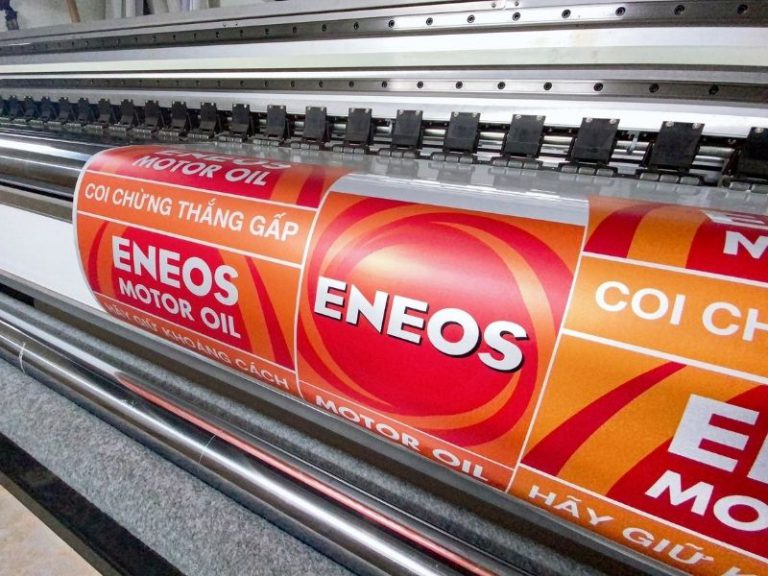 ENEOS
MOTOR OIL
COI CHỪNG THẮNG GẤP
ENEOS
MOTOR OIL
HÃY GIỮ KHOẢNG CÁCH
ENEOS
MOTOR OIL
COI CH
E
MO
HÃY GIỮ